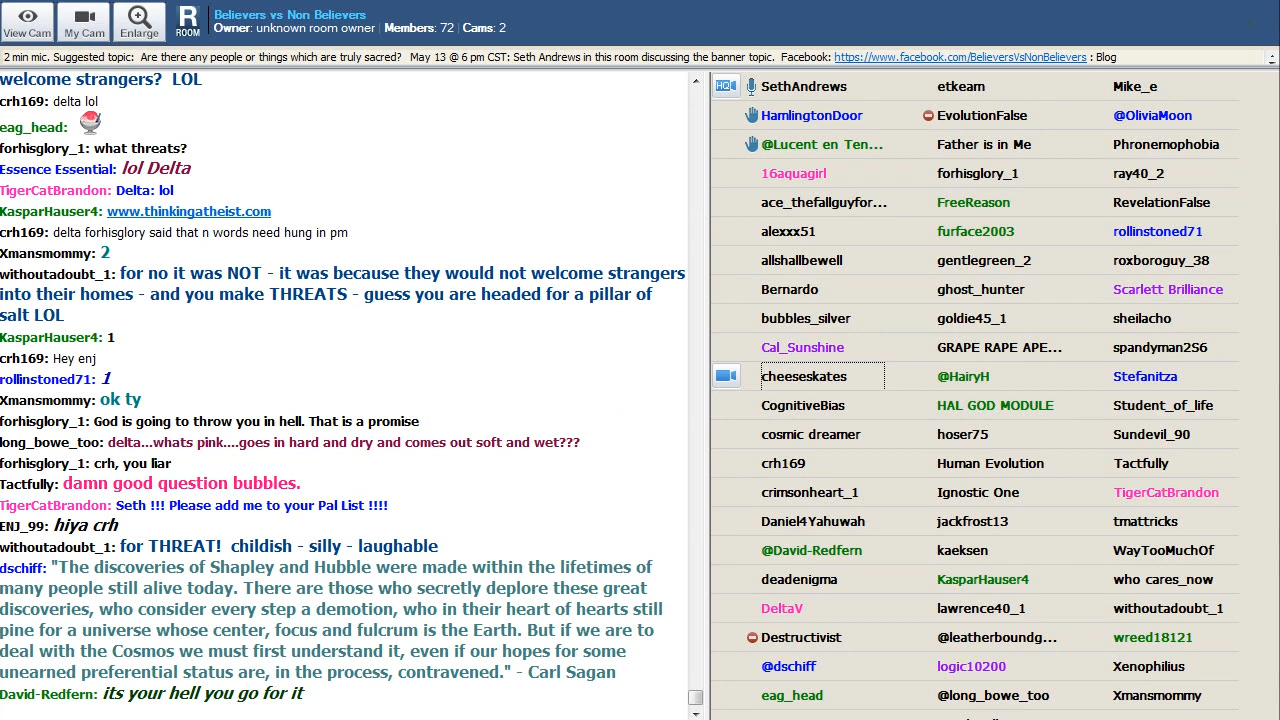 Believers vs Non Believers
Owner: unknown room owner | Members: 72 | Cams: 2
View Cam
My Cam
Enlarge
R
ROOM
2 min mic. Suggested topic: Are there any people or things which are truly sacred? May 13 @ 6 pm CST: Seth Andrews in this room discussing the banner topic. Facebook: https://www.facebook.com/BelieversVsNonBelievers : Blog
welcome strangers? LOL
crh169: delta lol
eag_head:
forhisglory_1: what threats?
Essence Essential: lol Delta
TigerCatBrandon: Delta: lol
KasparHauser4: www.thinkingatheist.com
crh169: delta forhisglory said that n words need hung in pm
Xmansmommy: 2
withoutadoubt_1: for no it was NOT - it was because they would not welcome strangers
into their homes - and you make THREATS - guess you are headed for a pillar of
salt LOL
KasparHauser4: 1
crh169: Hey enj
rollinstoned71: 1
Xmansmommy: ok ty
forhisglory_1: God is going to throw you in hell. That is a promise
long_bowe_too: delta...whats pink....goes in hard and dry and comes out soft and wet???
forhisglory_1: crh, you liar
Tactfully: damn good question bubbles.
TigerCatBrandon: Seth !!! Please add me to your Pal List !!!!
ENJ_99: hiya crh
withoutadoubt_1: for THREAT! childish - silly - laughable
dschiff: "The discoveries of Shapley and Hubble were made within the lifetimes of
many people still alive today. There are those who secretly deplore these great
discoveries, who consider every step a demotion, who in their heart of hearts still
pine for a universe whose center, focus and fulcrum is the Earth. But if we are to
deal with the Cosmos we must first understand it, even if our hopes for some
unearned preferential status are, in the process, contravened." - Carl Sagan
David-Redfern: its your hell you go for it
HQ
SethAndrews etkearn Mike_e
HamlingtonDoor EvolutionFalse @OliviaMoon
@Lucent en Ten... Father is in Me Phronemophobia
16aquagirl forhisglory_1 ray40_2
ace_thefallguyfor... FreeReason RevelationFalse
alexxx51 furface2003 rollinstoned71
allshallbewell gentlegreen_2 roxboroguy_38
Bernardo ghost_hunter Scarlett Brilliance
bubbles_silver goldie45_1 sheilacho
Cal_Sunshine GRAPE RAPE APE... spandyman2S6
cheeseskates @HairyH Stefanitza
CognitiveBias HAL GOD MODULE Student_of_life
cosmic dreamer hoser75 Sundevil_90
crh169 Human Evolution Tactfully
crimsonheart_1 Ignostic One TigerCatBrandon
Daniel4Yahuwah jackfrost13 tmattricks
@David-Redfern kaeksen WayTooMuchOf
deadenigma KasparHauser4 who cares_now
DeltaV lawrence40_1 withoutadoubt_1
Destructivist @leatherboundg... wreed18121
@dschiff logic10200 Xenophilius
eag_head @long_bowe_too Xmansmommy